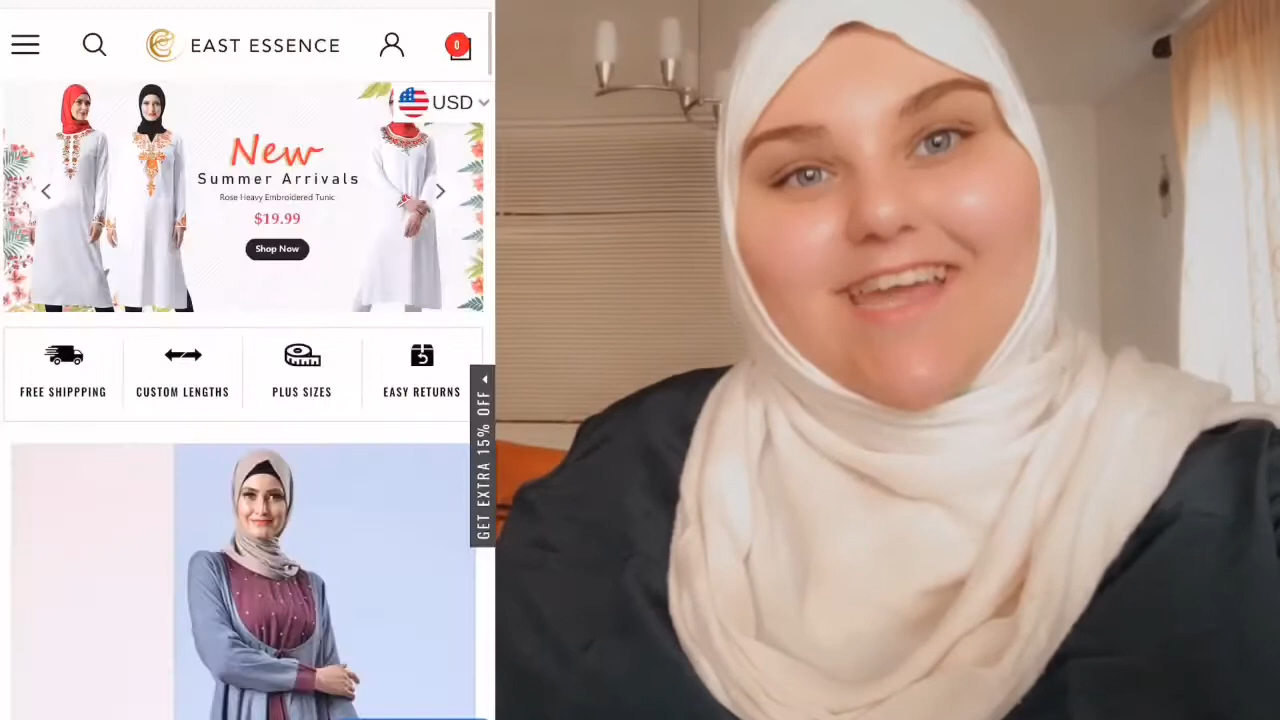 EAST ESSENCE
0
USD
New
Summer Arrivals
Rose Heavy Embroidered Tunic
$19.99
Shop Now
FREE SHIPPPING
CUSTOM LENGTHS
PLUS SIZES
EASY RETURNS
GET EXTRA 15% OFF